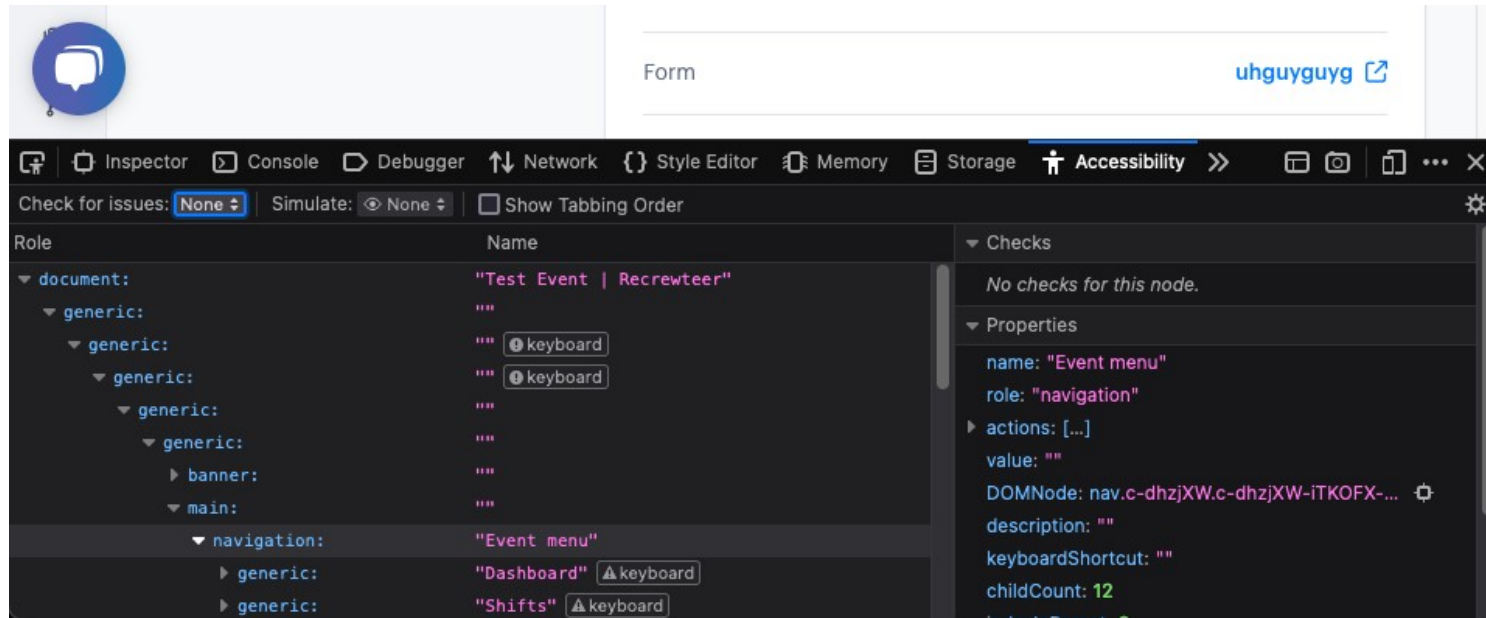 Form uhguyguyg
Inspector Console Debugger Network {} Style Editor Memory Storage Accessibility
Check for issues: None Simulate: None Show Tabbing Order
Role Name
document: "Test Event | Recrewteer"
generic: ""
generic: "" keyboard
generic: "" keyboard
generic: ""
generic: ""
banner: ""
main: ""
navigation: "Event menu"
generic: "Dashboard" keyboard
generic: "Shifts" keyboard
Checks
No checks for this node.
Properties
name: "Event menu"
role: "navigation"
actions: […]
value: ""
DOMNode: nav.c-dhzjXW.c-dhzjXW-iTKOFX-...
description: ""
keyboardShortcut: ""
childCount: 12